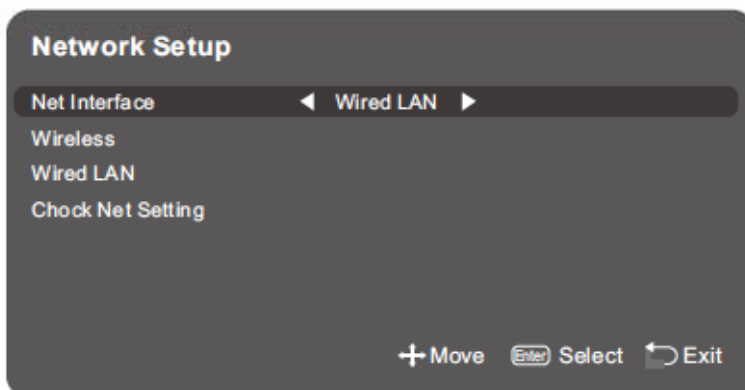 Network Setup
Net Interface ◀ Wired LAN ▶
Wireless
Wired LAN
Chock Net Setting
Move Enter Select Exit